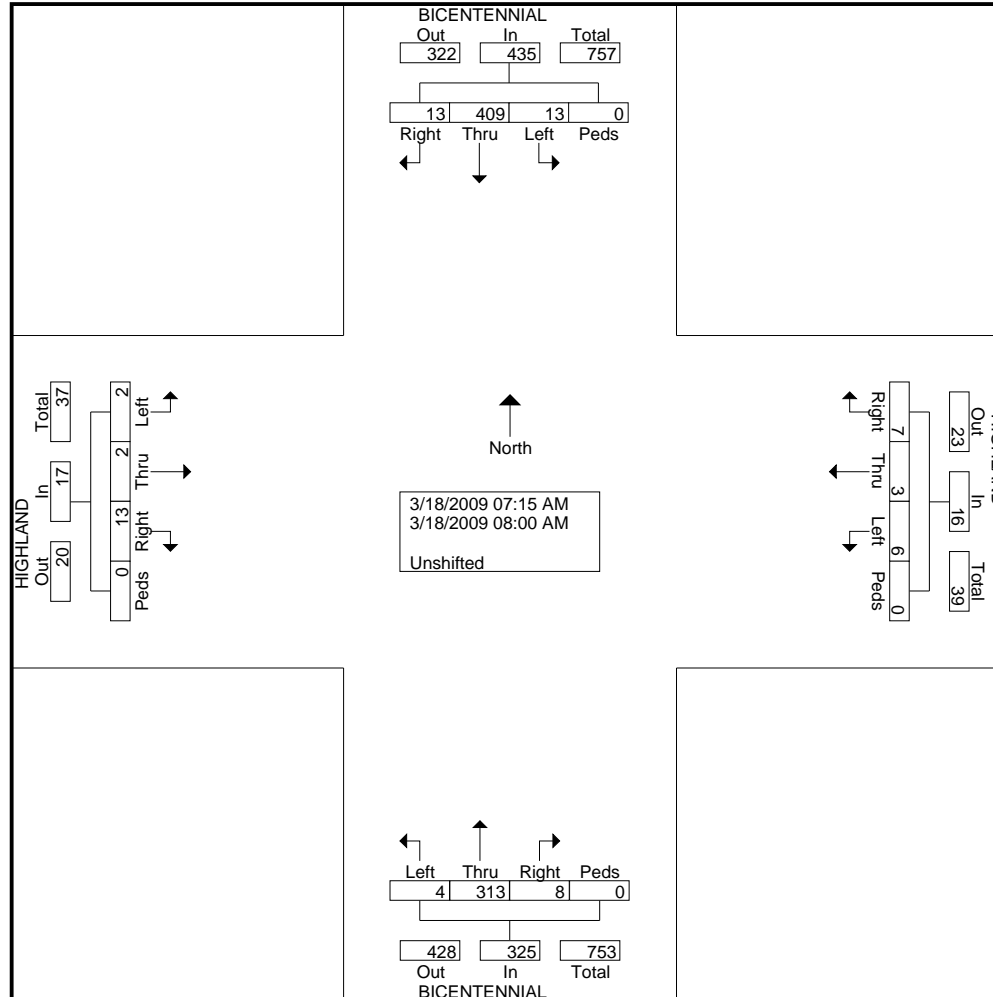 BICENTENNIAL
Out In Total
322 435 757
13 409 13 0
Right Thru Left Peds
HIGHLAND
Total In Out
37 17 20
2 2 13 0
Left Thru Right Peds
North
3/18/2009 07:15 AM
3/18/2009 08:00 AM
Unshifted
Right Thru Left Peds
7 3 6 0
Out In Total
23 16 39
Left Thru Right Peds
4 313 8 0
428 325 753
Out In Total
BICENTENNIAL